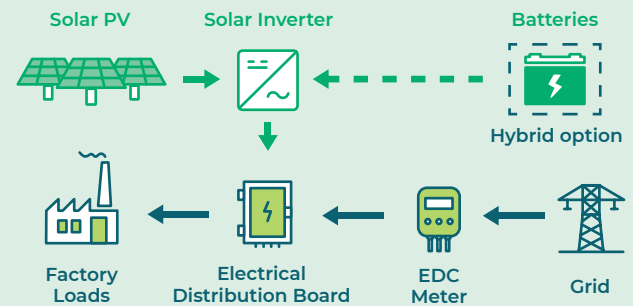 Solar PV
Solar Inverter
Batteries
Hybrid option
Factory
Loads
Electrical
Distribution Board
EDC
Meter
Grid